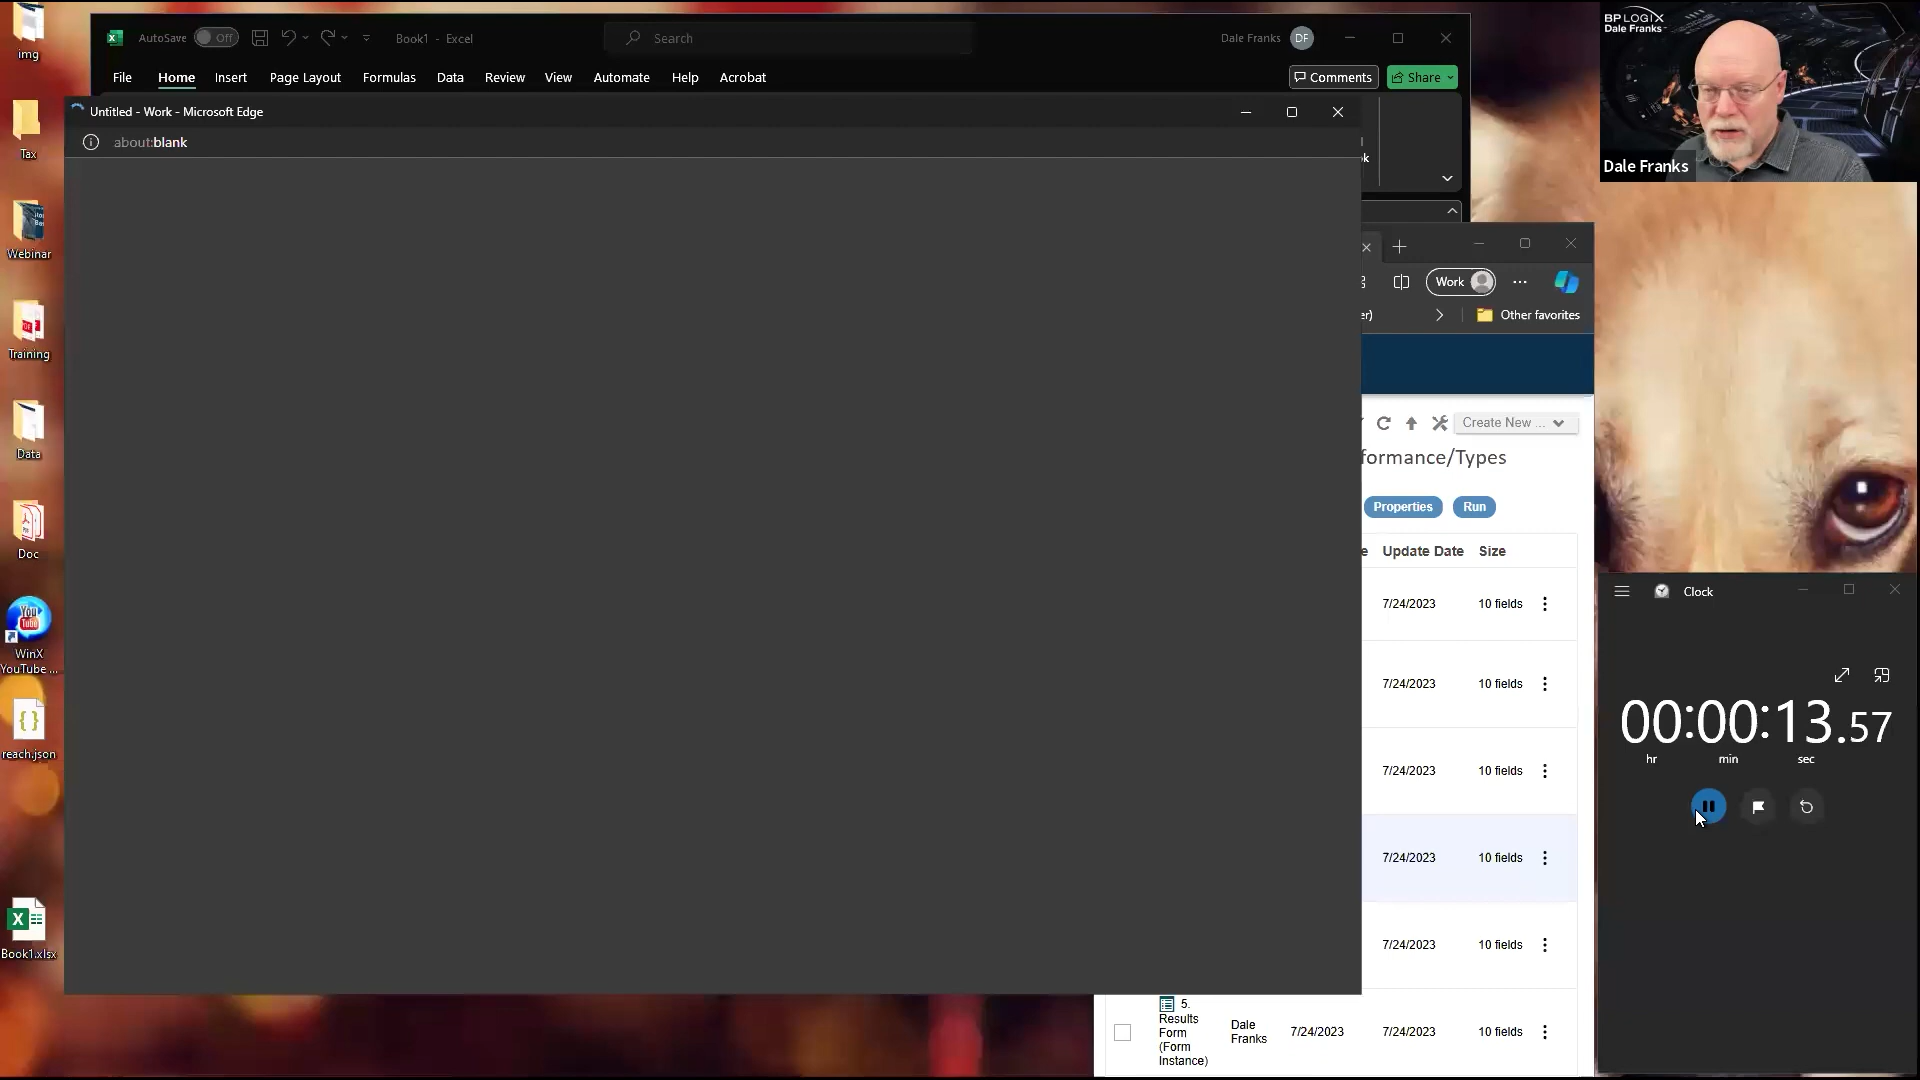 img
Tax
Webinar
Training
Data
Doc
You
Tube
WinX
YouTube ...
reach.json
Book1.xlsx
AutoSave
Off
Book1 - Excel
Search
Dale Franks
DF
File
Home
Insert
Page Layout
Formulas
Data
Review
View
Automate
Help
Acrobat
Comments
Share
Untitled - Work - Microsoft Edge
about:blank
Work
Other favorites
Create New ...
formance/Types
Properties
Run
Update Date
Size
7/24/2023
10 fields
7/24/2023
10 fields
7/24/2023
10 fields
7/24/2023
10 fields
7/24/2023
10 fields
5.
Results
Form
(Form
Instance)
Dale
Franks
7/24/2023
7/24/2023
10 fields
BP LOGIX
Dale Franks
Dale Franks
Clock
00:00:13.57
hr
min
sec